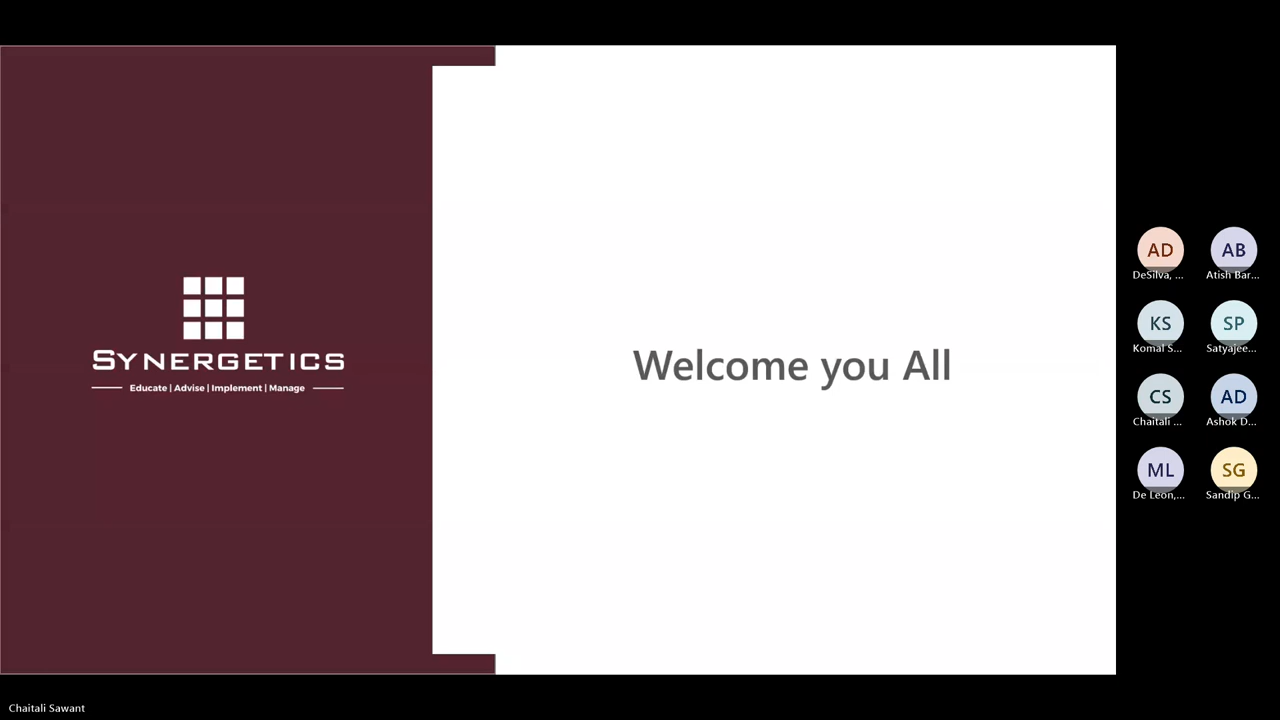 SYNERGETICS
Educate | Advise | Implement | Manage
Welcome you All
AD
DeSilva, ...
AB
Atish Bar...
KS
Komal S...
SP
Satyajee...
CS
Chaitali ...
AD
Ashok D...
ML
De Leon,...
SG
Sandip G...
Chaitali Sawant